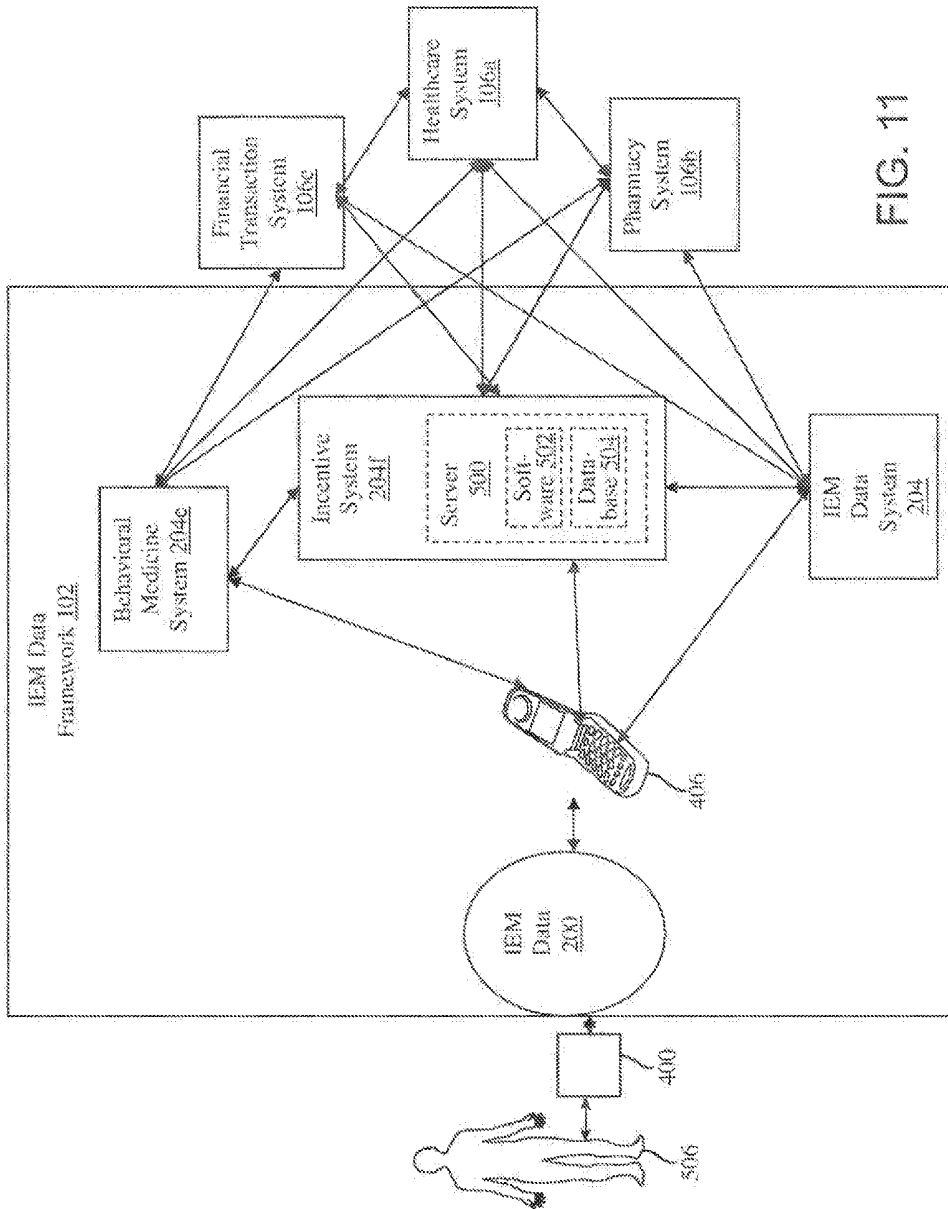 IEM Data
Framework 102
Behavioral
Medicine
System 204e
Financial
Transaction
System
106c
Healthcare
System
106a
Incentive
System
204f
Server
500
Soft-
ware 502
Data-
base 504
Pharmacy
System
106b
IEM
Data
200
406
IEM
Data
System
204
506
400
FIG. 11